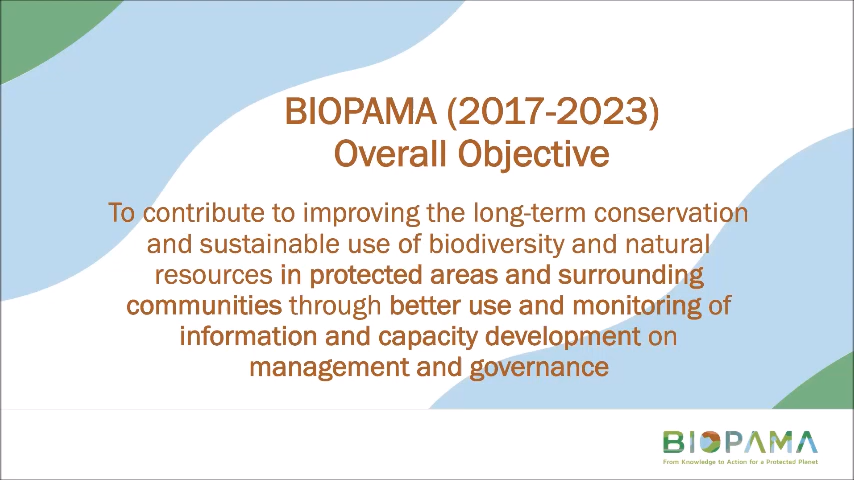 BIOPAMA (2017-2023)
Overall Objective
To contribute to improving the long-term conservation
and sustainable use of biodiversity and natural
resources in protected areas and surrounding
communities through better use and monitoring of
information and capacity development on
management and governance
BIOPAMA
From Knowledge to Action for a Protected Planet